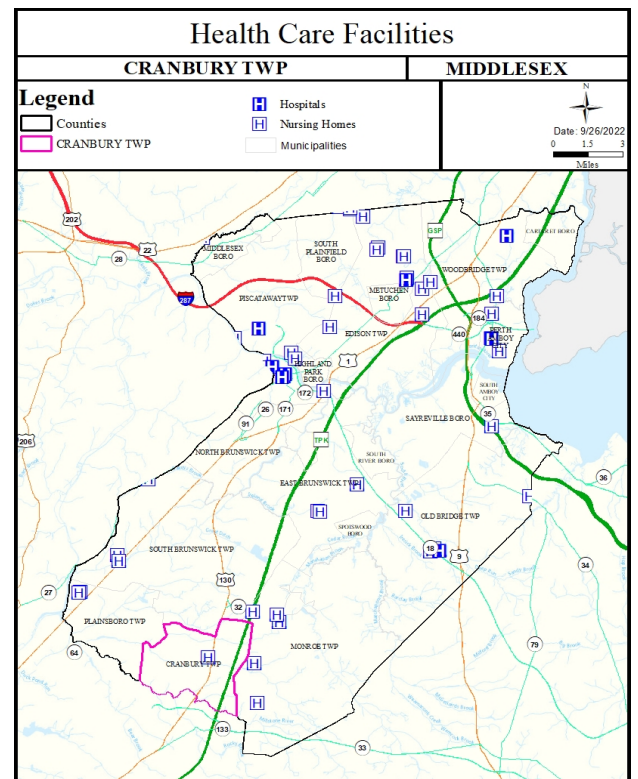 Health Care Facilities
CRANBURY TWP
MIDDLESEX
Legend
Counties
CRANBURY TWP
H Hospitals
H Nursing Homes
Municipalities
N
Date: 9/26/2022
0 1.5 3
Miles
202
22
28
MIDDLESEX
BORO
SOUTH
PLAINFIELD
BORO
GSP
CARTERET BORO
WOODBRIDGE TWP
METUCHEN
BORO
287
PISCATAWAY TWP
EDISON TWP
184
440
PERTH
AMBOY
1
HIGHLAND
PARK
BORO
172
SOUTH
AMBOY
CITY
26
171
SAYREVILLE BORO
35
91
206
TPK
NORTH BRUNSWICK TWP
SOUTH
RIVER BORO
36
EAST BRUNSWICK TWP
OLD BRIDGE TWP
SPOTSWOOD
BORO
SOUTH BRUNSWICK TWP
18
9
34
130
27
32
PLAINSBORO TWP
MONROE TWP
79
64
CRANBURY TWP
133
33